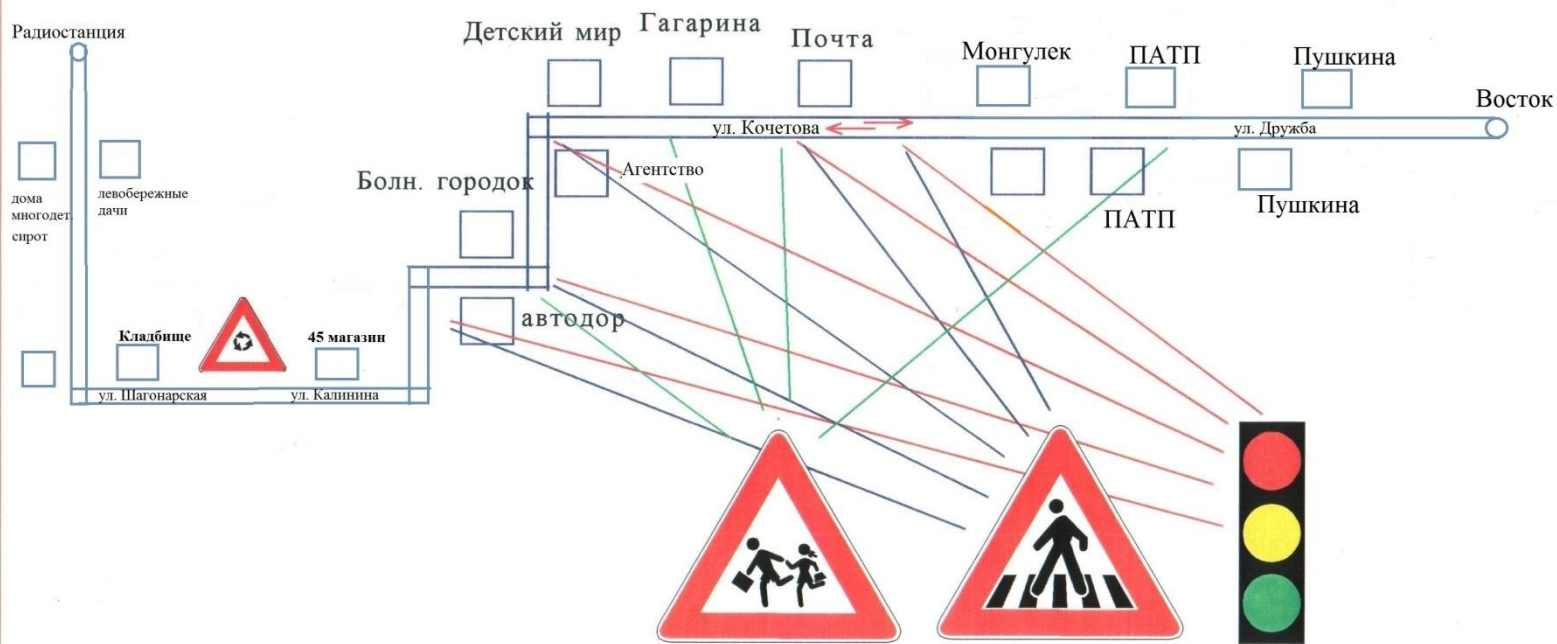 Радиостанция
Детский мир
Гагарина
Почта
Монгулек
ПАТП
Пушкина
Восток
ул. Кочетова
ул. Дружба
Агентство
Болн. городок
ПАТП
Пушкина
дома
многодет.
сирот
левобережные
дачи
автодор
Кладбище
45 магазин
ул. Шагонарская
ул. Калинина